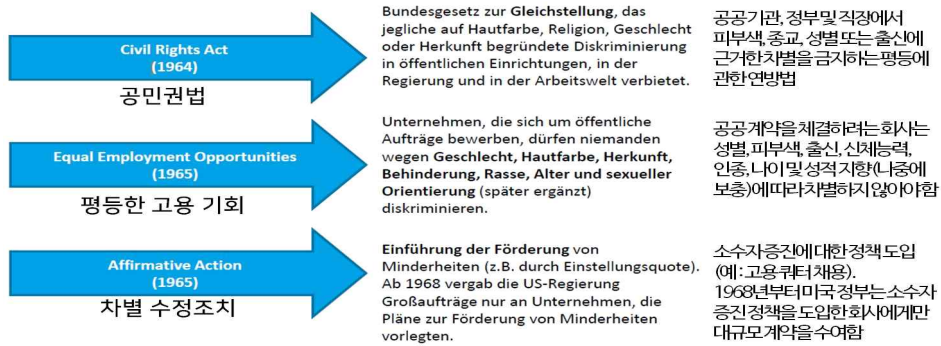 Civil Rights Act
(1964)
공민권법
Bundesgesetz zur Gleichstellung, das
jegliche auf Hautfarbe, Religion, Geschlecht
oder Herkunft begründete Diskriminierung
in öffentlichen Einrichtungen, in der
Regierung und in der Arbeitswelt verbietet.
공공 기관, 정부 및 직장에서
피부색, 종교, 성별 또는 출신에
근거한 차별을 금지하는 평등에
관한 연방법
Equal Employment Opportunities
(1965)
평등한 고용 기회
Unternehmen, die sich um öffentliche
Aufträge bewerben, dürfen niemanden
wegen Geschlecht, Hautfarbe, Herkunft,
Behinderung, Rasse, Alter und sexueller
Orientierung (später ergänzt)
diskriminieren.
공공 계약을 체결하려는 회사는
성별, 피부색, 출신, 신체능력,
인종, 나이 및 성적 지향(나중에
보충)에 따라 차별하지 않아야 함
Affirmative Action
(1965)
차별 수정조치
Einführung der Förderung von
Minderheiten (z.B. durch Einstellungsquote).
Ab 1968 vergab die US-Regierung
Großaufträge nur an Unternehmen, die
Pläne zur Förderung von Minderheiten
vorlegten.
소수자 증진에 대한 정책 도입
(예 : 고용 쿼터 채용).
1968년부터 미국 정부는 소수자
증진 정책을 도입한 회사에게만
대규모 계약을 수여함